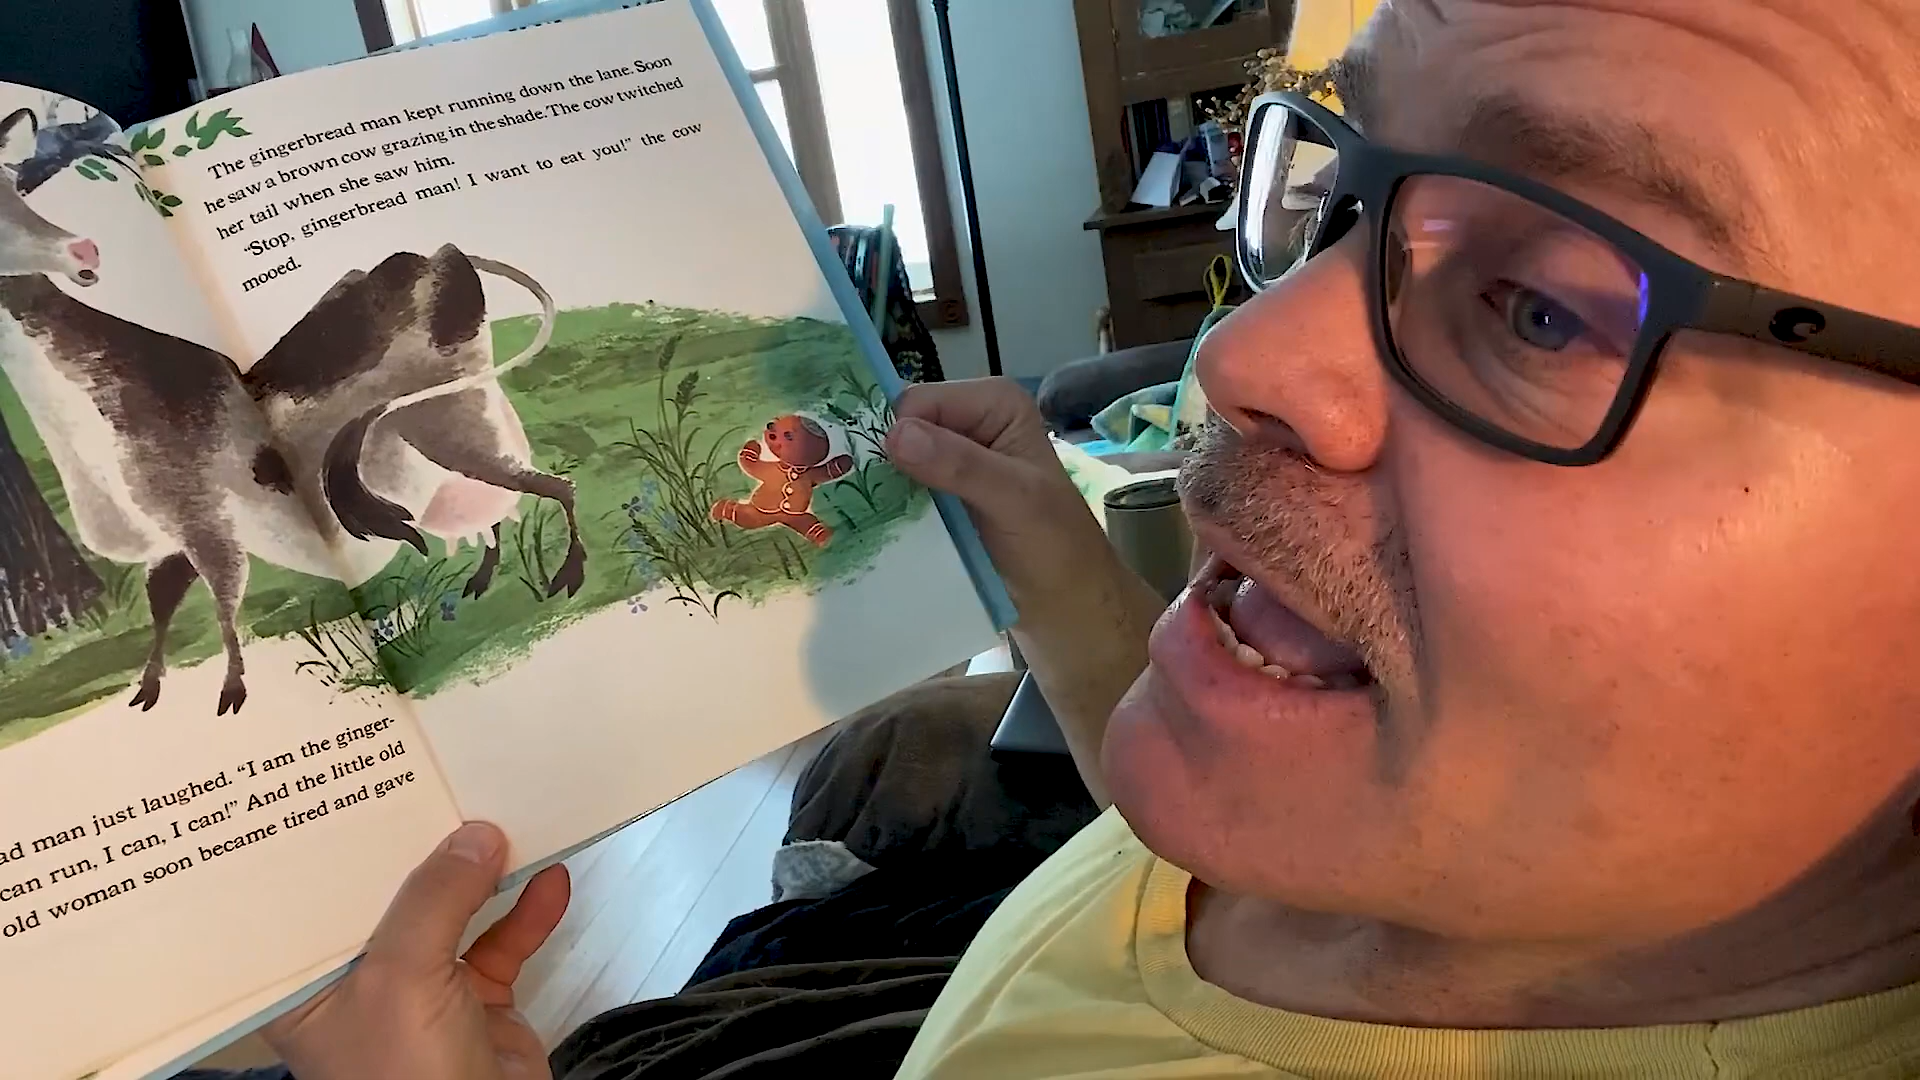 ad man just laughed. “I am the ginger-
can run, I can, I can!” And the little old
old woman soon became tired and gave
The gingerbread man kept running down the lane. Soon
he saw a brown cow grazing in the shade. The cow twitched
her tail when she saw him.
“Stop, gingerbread man! I want to eat you!” the cow
mooed.